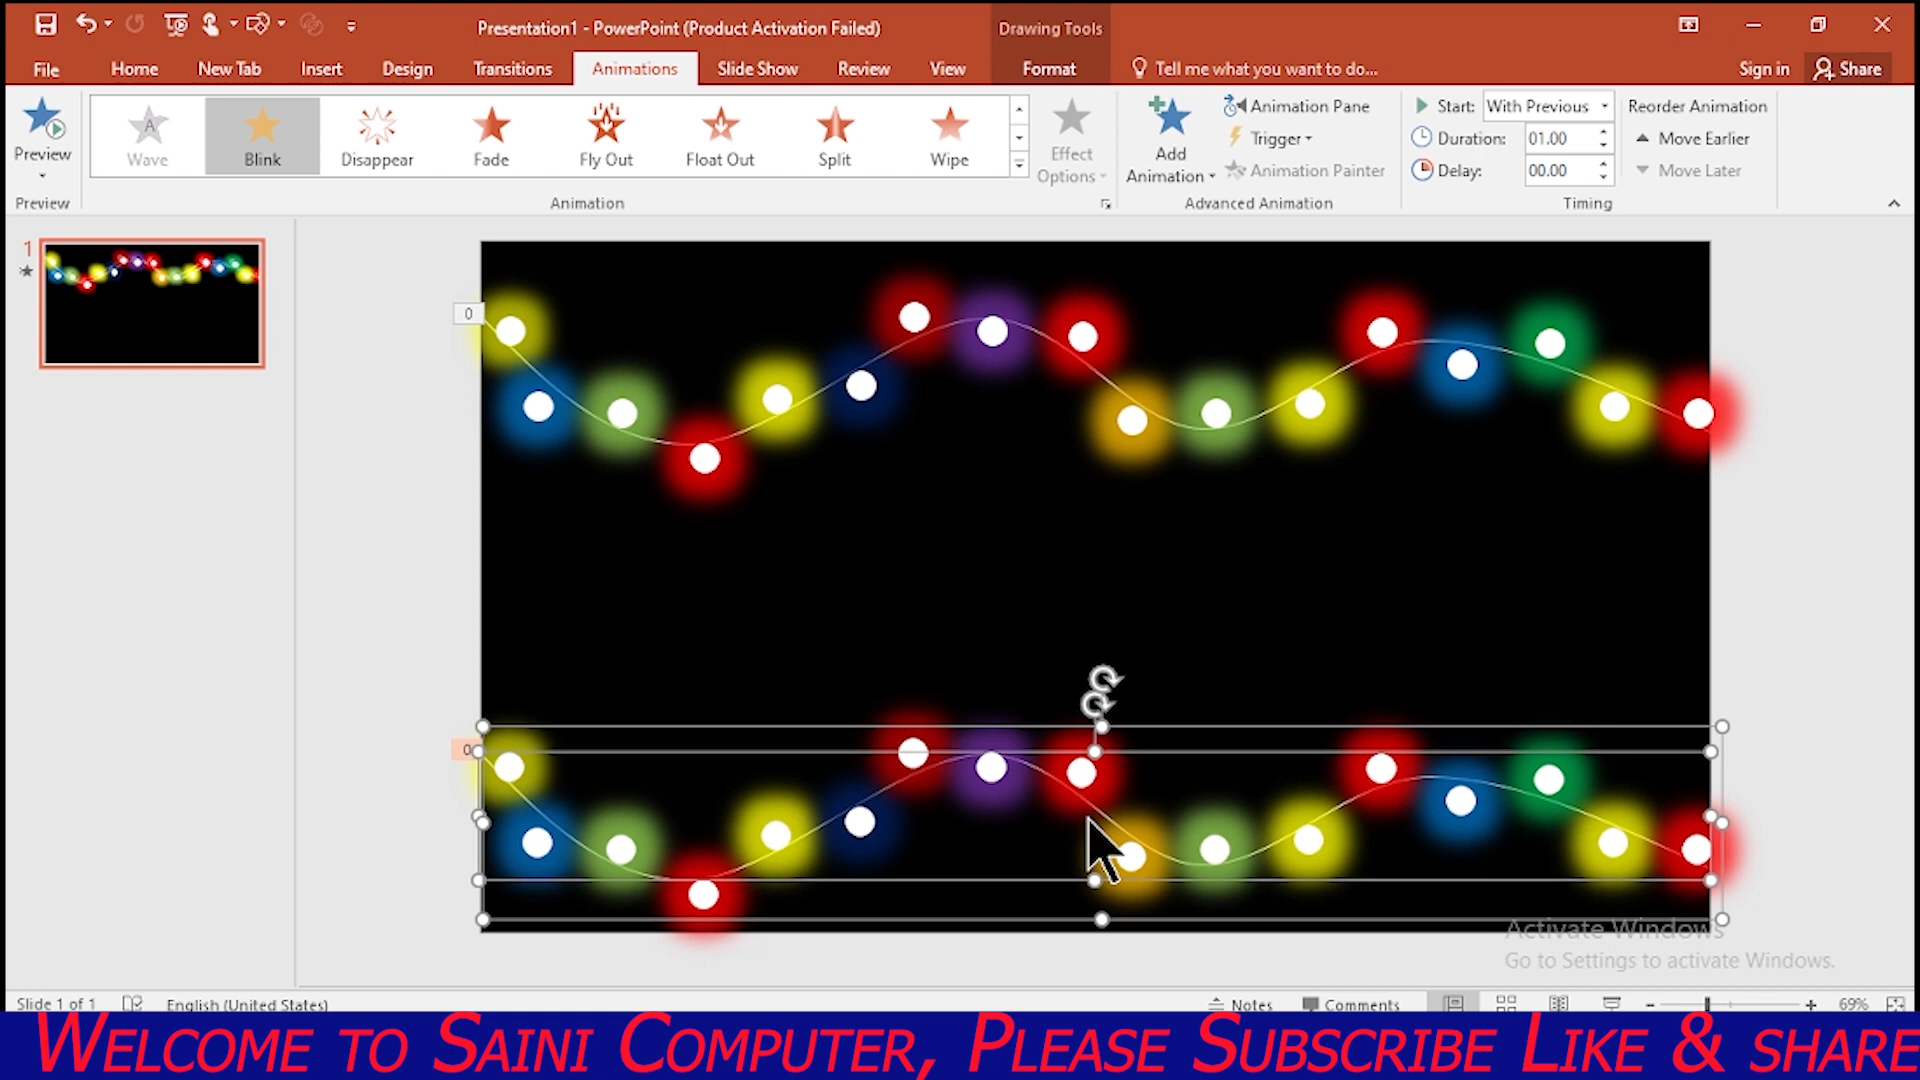 Presentation1 - PowerPoint (Product Activation Failed)
Drawing Tools
File Home New Tab Insert Design Transitions Animations Slide Show Review View Format Tell me what you want to do... Sign in Share
Preview
Preview
A
Wave
Blink
Disappear
Fade
Fly Out
Float Out
Split
Wipe
Animation
Effect
Options
Add
Animation
Animation Pane
Trigger
Animation Painter
Advanced Animation
Start: With Previous
Duration: 01.00
Delay: 00.00
Timing
Reorder Animation
Move Earlier
Move Later
1
0
0
Activate Windows
Go to Settings to activate Windows.
Slide 1 of 1 English (United States) Notes Comments 69%
WELCOME TO SAINI COMPUTER, PLEASE SUBSCRIBE LIKE & SHARE